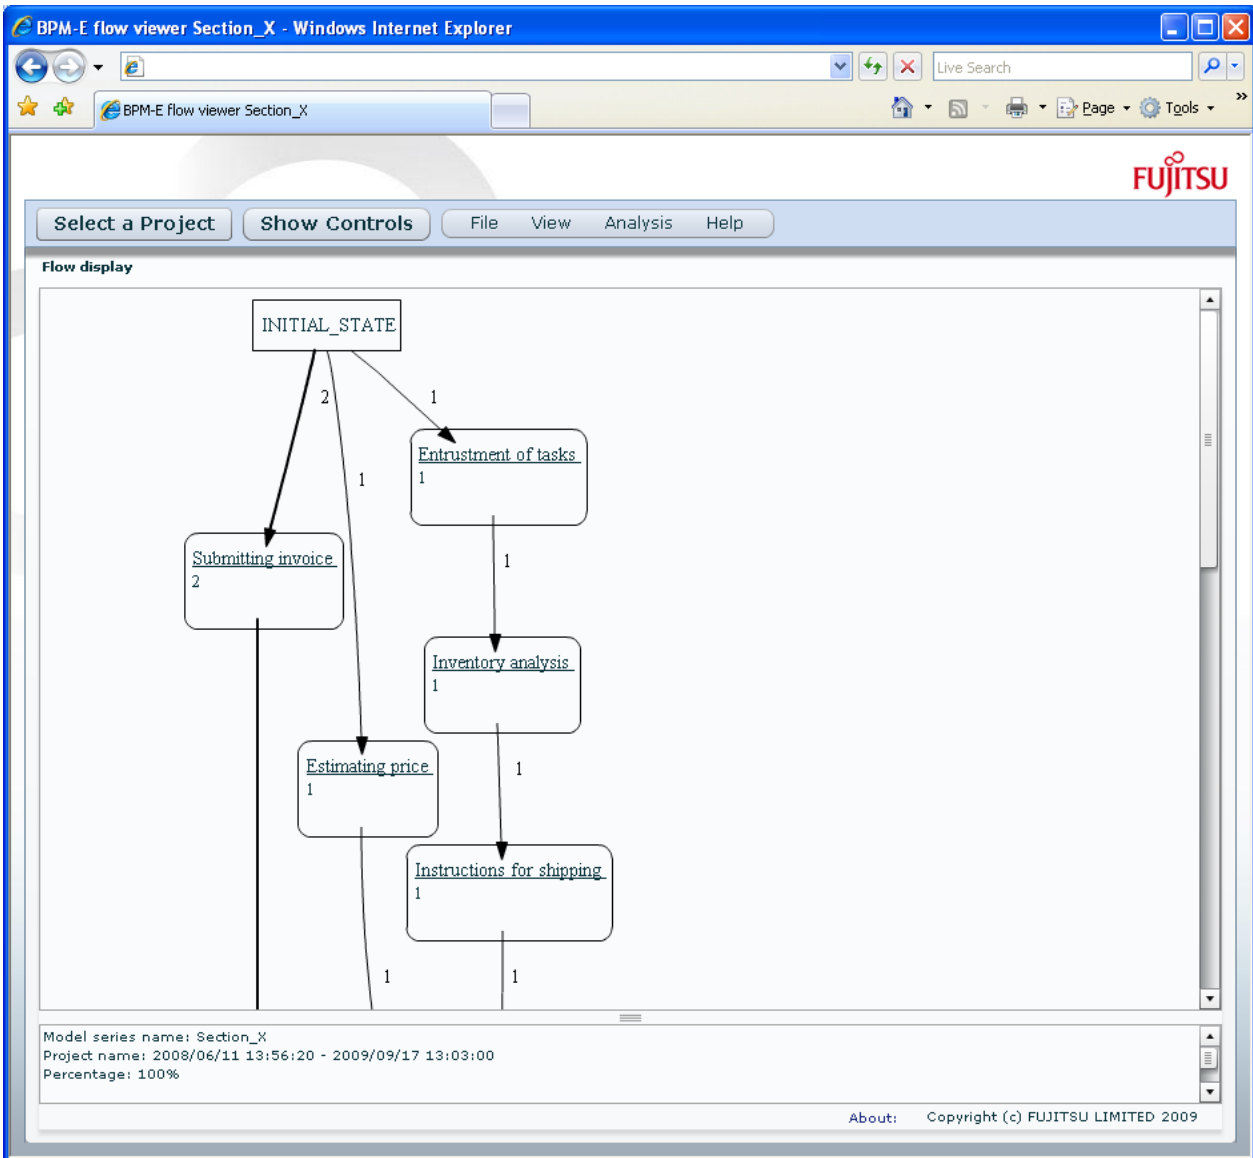 BPM-E flow viewer Section_X - Windows Internet Explorer
Live Search
BPM-E flow viewer Section_X
Page
Tools
»
FUJITSU
Select a Project
Show Controls
File View Analysis Help
Flow display
INITIAL_STATE
2
1
Entrustment of tasks
1
1
Submitting invoice
2
1
Inventory analysis
1
Estimating price
1
1
Instructions for shipping
1
1
1
Model series name: Section_X
Project name: 2008/06/11 13:56:20 - 2009/09/17 13:03:00
Percentage: 100%
About: Copyright (c) FUJITSU LIMITED 2009